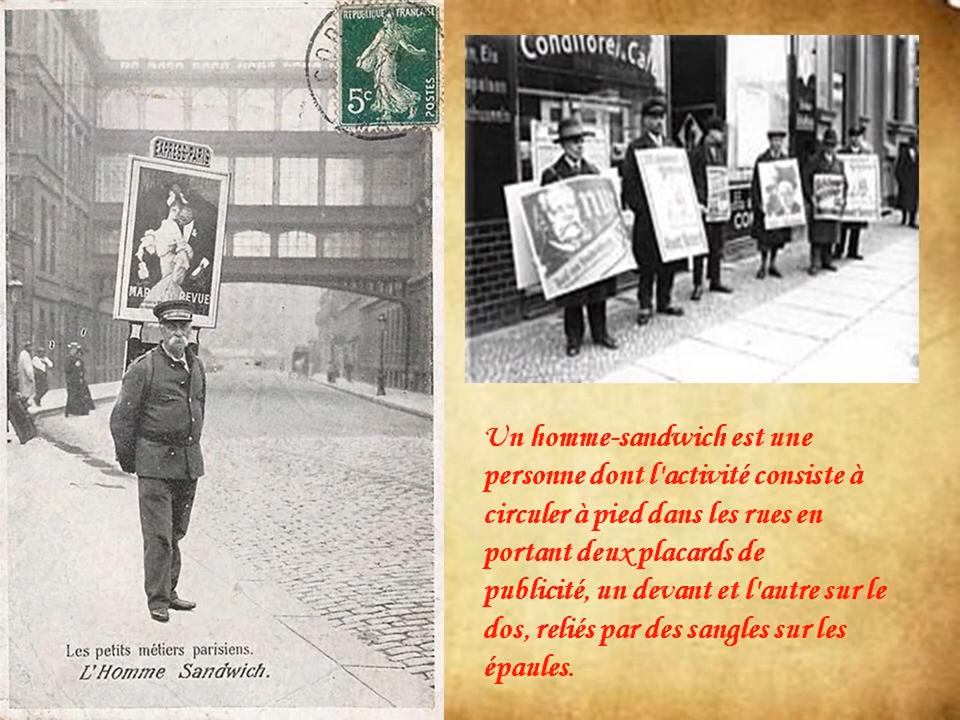 REPUBLIQUE FRANÇAISE
5c
POSTES
EXPRESS-PARIS
REVUE
Les petits métiers parisiens.
L'Homme Sandwich.
Conditorei.Café
Un homme-sandwich est une
personne dont l'activité consiste à
circuler à pied dans les rues en
portant deux placards de
publicité, un devant et l'autre sur le
dos, reliés par des sangles sur les
épaules.